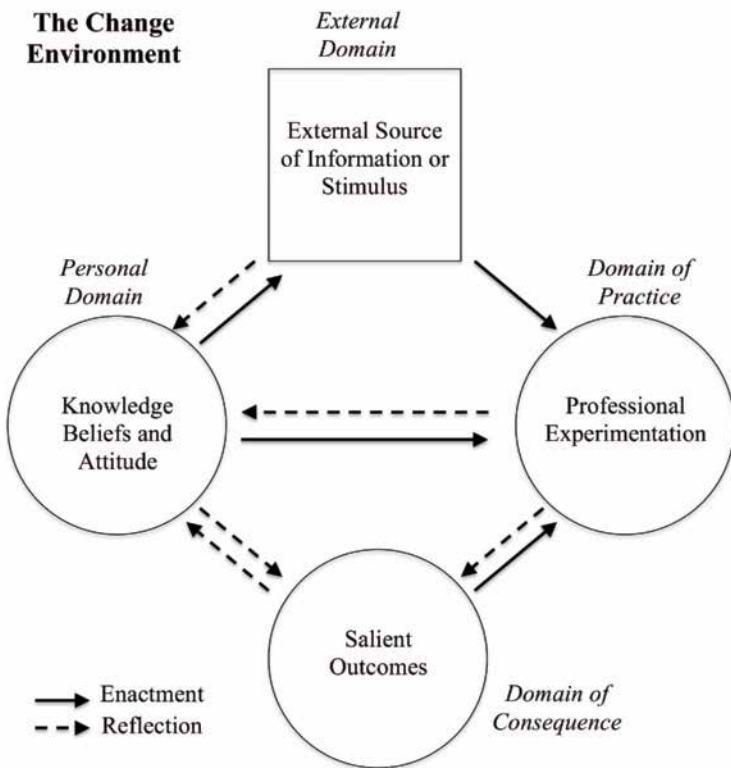 The Change
Environment
External
Domain
External Source
of Information or
Stimulus
Personal
Domain
Domain of
Practice
Knowledge
Beliefs and
Attitude
Professional
Experimentation
Salient
Outcomes
Enactment
Reflection
Domain of
Consequence